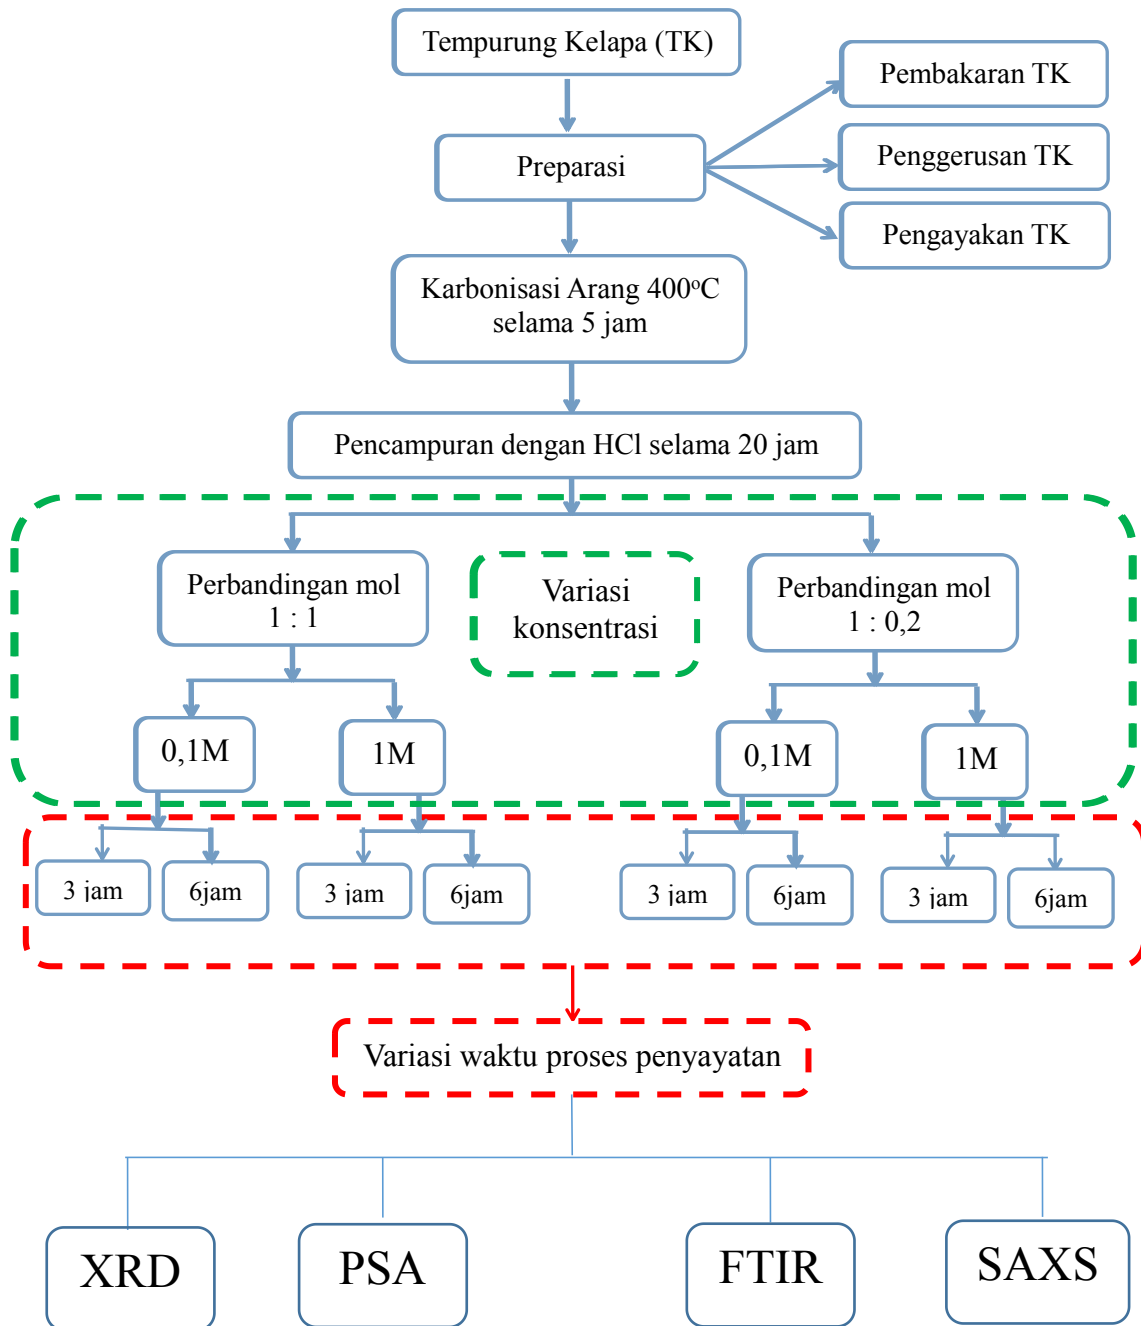 Tempurung Kelapa (TK)
Pembakaran TK
Preparasi
Penggerusan TK
Pengayakan TK
Karbonisasi Arang 400°C
selama 5 jam
Pencampuran dengan HCl selama 20 jam
Perbandingan mol
1 : 1
Variasi
konsentrasi
Perbandingan mol
1 : 0,2
0,1M
1M
0,1M
1M
3 jam
6jam
3 jam
6jam
3 jam
6jam
3 jam
6jam
Variasi waktu proses penyayatan
XRD
PSA
FTIR
SAXS